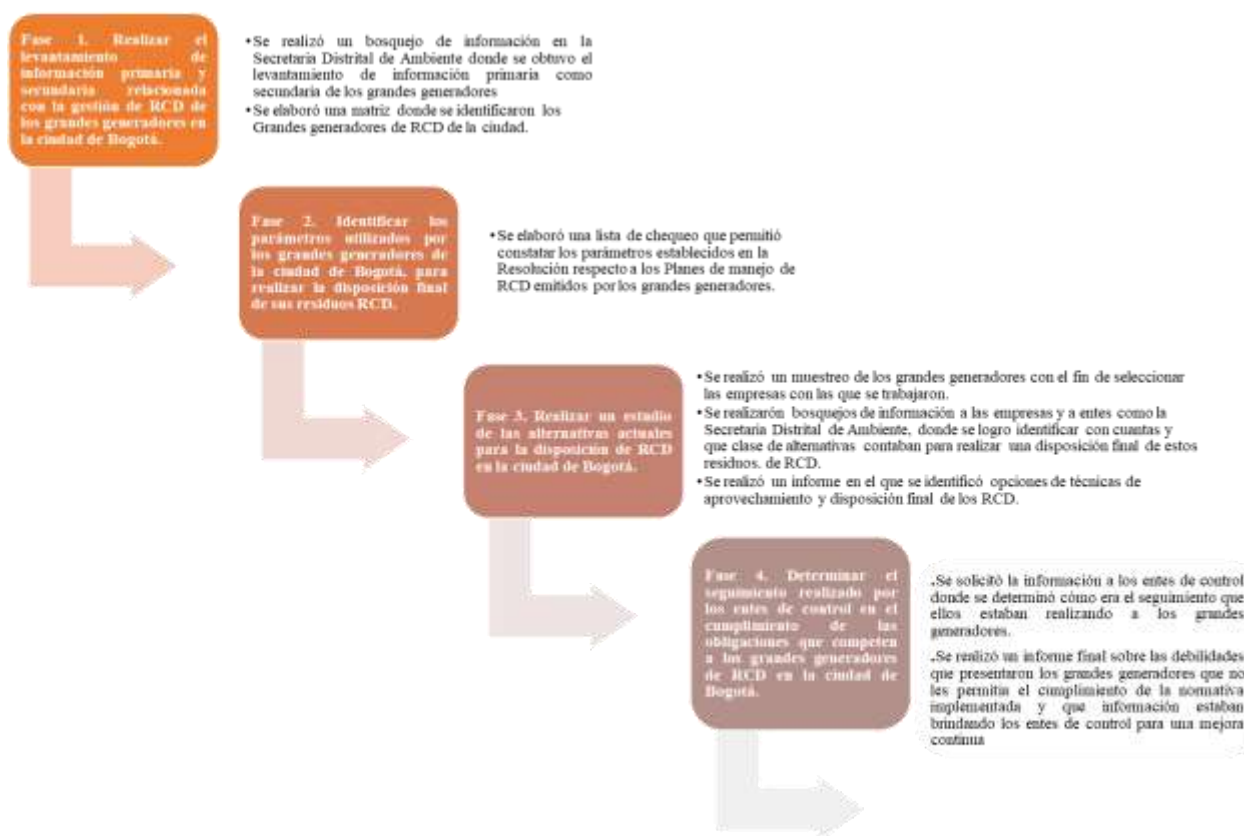 Fase 1. Realizar el
levantamiento de
información primaria y
secundaria relacionada
con la gestión de RCD de
los grandes generadores en
la ciudad de Bogotá.
•Se realizó un bosquejo de información en la
Secretaria Distrital de Ambiente donde se obtuvo el
levantamiento de información primaria como
secundaria de los grandes generadores
•Se elaboró una matriz donde se identificaron los
Grandes generadores de RCD de la ciudad.
Fase 2. Identificar los
parámetros utilizados por
los grandes generadores de
la ciudad de Bogotá, para
realizar la disposición final
de sus residuos RCD.
•Se elaboró una lista de chequeo que permitió
constatar los parámetros establecidos en la
Resolución respecto a los Planes de manejo de
RCD emitidos por los grandes generadores.
Fase 3. Realizar un estudio
de las alternativas actuales
para la disposición de RCD
en la ciudad de Bogotá.
•Se realizó un muestreo de los grandes generadores con el fin de seleccionar
las empresas con las que se trabajaron.
•Se realizarón bosquejos de información a las empresas y a entes como la
Secretaria Distrital de Ambiente, donde se logro identificar con cuantas y
que clase de alternativas contaban para realizar una disposición final de estos
residuos. de RCD.
•Se realizó un informe en el que se identificó opciones de técnicas de
aprovechamiento y disposición final de los RCD.
Fase 4. Determinar el
seguimiento realizado por
los entes de control en el
cumplimiento de las
obligaciones que competen
a los grandes generadores
de RCD en la ciudad de
Bogotá.
.Se solicitó la información a los entes de control
donde se determinó cómo era el seguimiento que
ellos estaban realizando a los grandes
generadores.
.Se realizó un informe final sobre las debilidades
que presentaron los grandes generadores que no
les permitia el cumplimiento de la normativa
implementada y que información estaban
brindando los entes de control para una mejora
continua